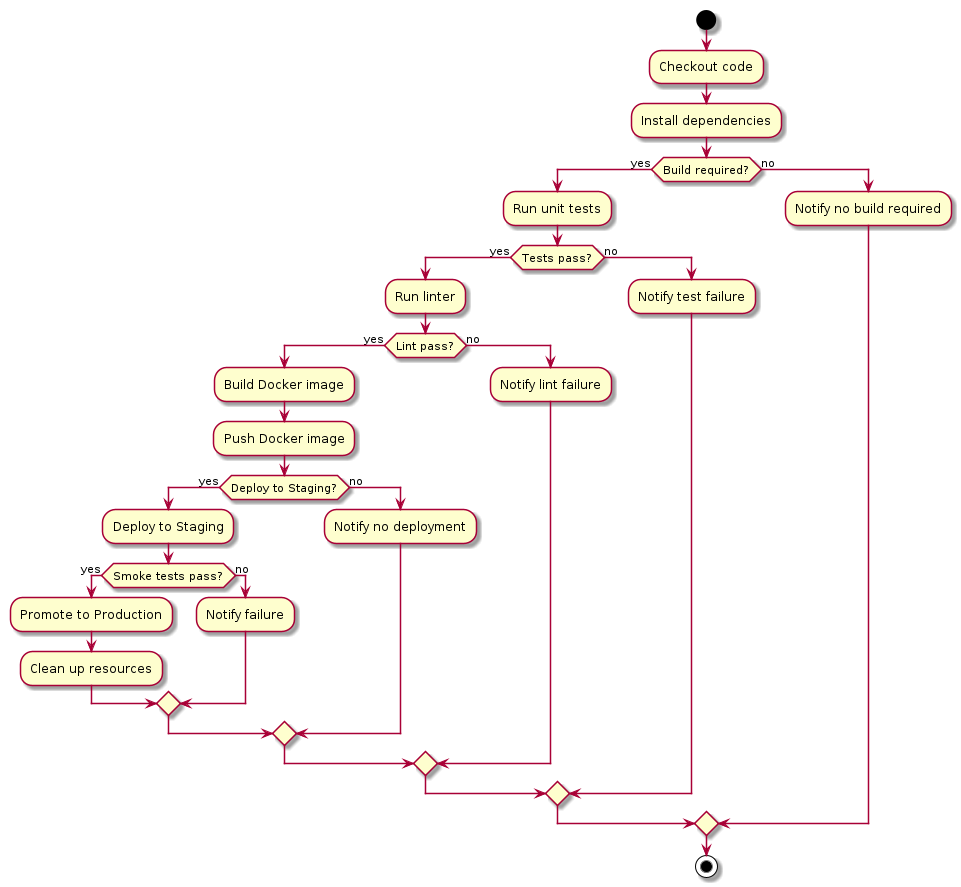 Checkout code
Install dependencies
yes
Build required?
no
Run unit tests
Notify no build required
yes
Tests pass?
no
Run linter
Notify test failure
yes
Lint pass?
no
Build Docker image
Notify lint failure
Push Docker image
yes
Deploy to Staging?
no
Deploy to Staging
Notify no deployment
yes
Smoke tests pass?
no
Promote to Production
Notify failure
Clean up resources